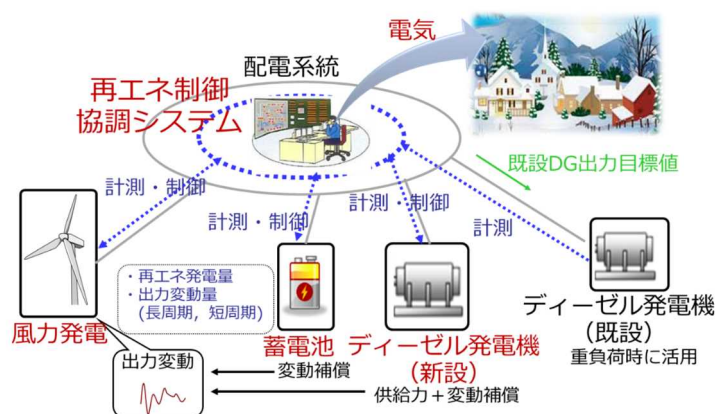 電気
配電系統
再エネ制御
協調システム
既設DG出力目標値
計測・制御
計測・制御
計測・制御
計測
・再エネ発電量
・出力変動量
(長周期，短周期)
風力発電
蓄電池
ディーゼル発電機
（新設）
ディーゼル発電機
（既設）
重負荷時に活用
出力変動
変動補償
供給力＋変動補償